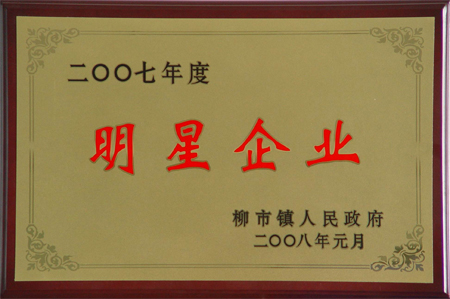 二〇〇七年度
明星企业
柳市镇人民政府
二〇〇八年元月